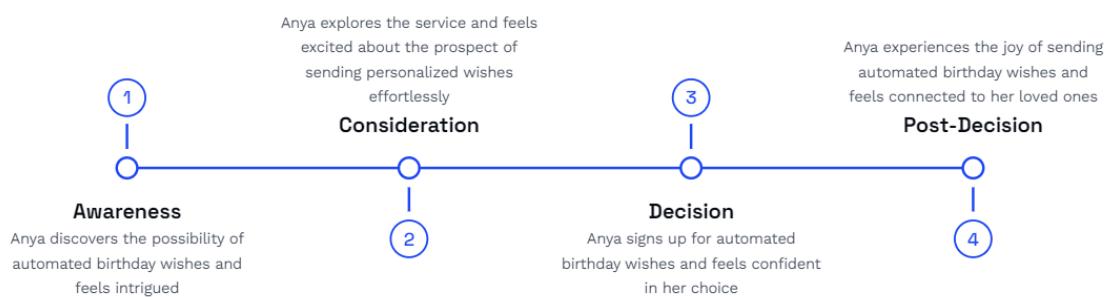 1
Awareness
Anya discovers the possibility of
automated birthday wishes and
feels intrigued
Anya explores the service and feels
excited about the prospect of
sending personalized wishes
effortlessly
Consideration
2
3
Decision
Anya signs up for automated
birthday wishes and feels confident
in her choice
Anya experiences the joy of sending
automated birthday wishes and
feels connected to her loved ones
Post-Decision
4